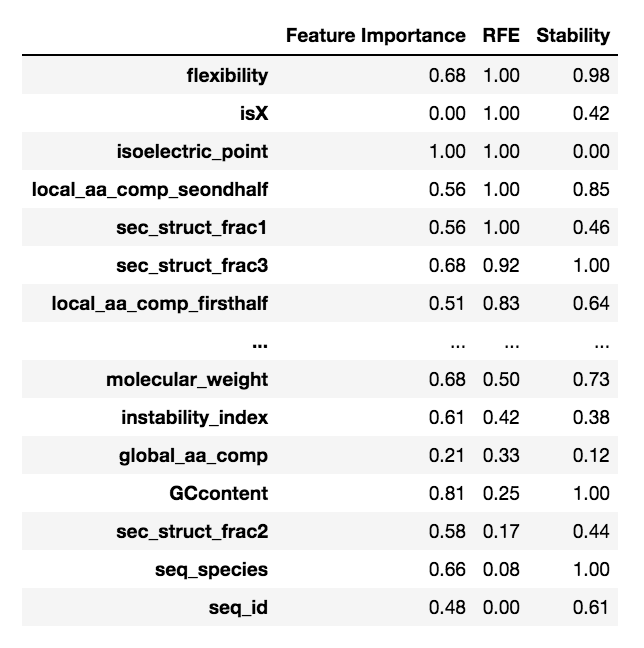 Feature Importance RFE Stability
flexibility 0.68 1.00 0.98
isX 0.00 1.00 0.42
isoelectric_point 1.00 1.00 0.00
local_aa_comp_seondhalf 0.56 1.00 0.85
sec_struct_frac1 0.56 1.00 0.46
sec_struct_frac3 0.68 0.92 1.00
local_aa_comp_firsthalf 0.51 0.83 0.64
... ... ... ...
molecular_weight 0.68 0.50 0.73
instability_index 0.61 0.42 0.38
global_aa_comp 0.21 0.33 0.12
GCcontent 0.81 0.25 1.00
sec_struct_frac2 0.58 0.17 0.44
seq_species 0.66 0.08 1.00
seq_id 0.48 0.00 0.61